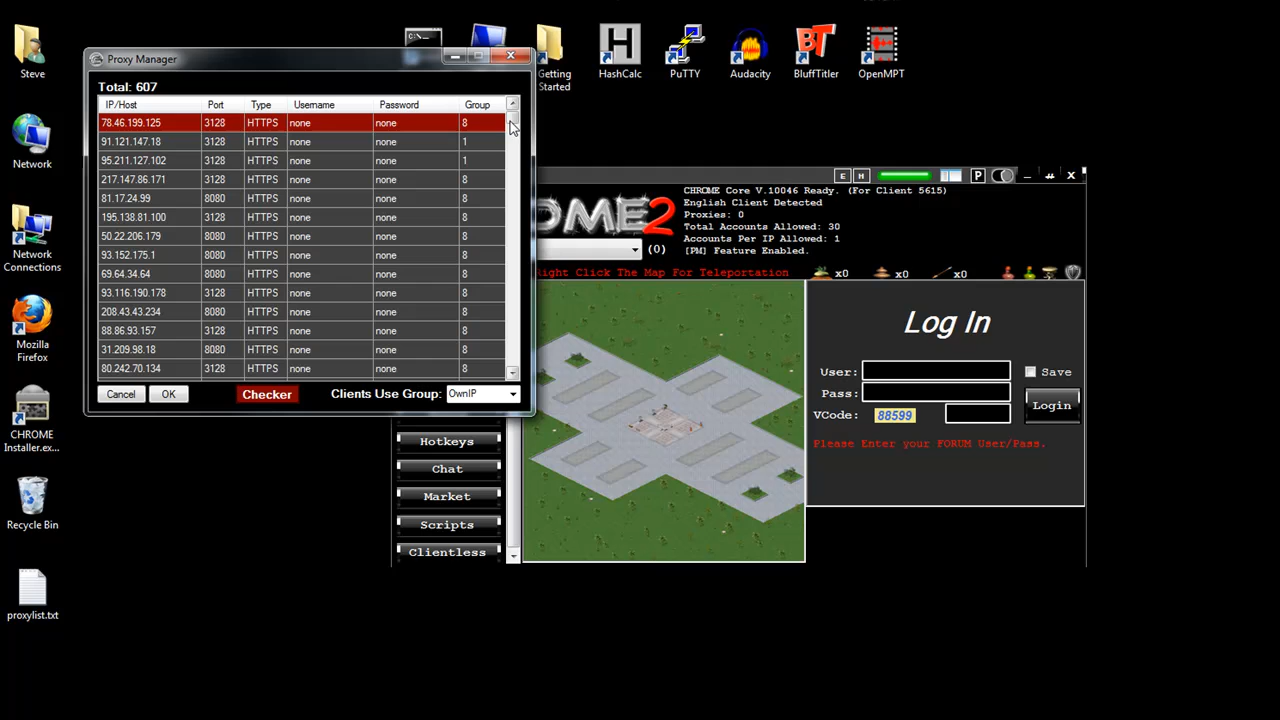 Steve
Network
Network
Connections
Mozilla
Firefox
CHROME
Installer.ex...
Recycle Bin
proxylist.txt
C:\_
Getting
Started
HashCalc
PuTTY
Audacity
BT
BluffTitler
OpenMPT
Proxy Manager
Total: 607
IP/Host Port Type Username Password Group
78.46.199.125 3128 HTTPS none none 8
91.121.147.18 3128 HTTPS none none 1
95.211.127.102 3128 HTTPS none none 1
217.147.86.171 3128 HTTPS none none 8
81.17.24.99 8080 HTTPS none none 8
195.138.81.100 3128 HTTPS none none 8
50.22.206.179 8080 HTTPS none none 8
93.152.175.1 8080 HTTPS none none 8
69.64.34.64 8080 HTTPS none none 8
93.116.190.178 3128 HTTPS none none 8
208.43.43.234 8080 HTTPS none none 8
88.86.93.157 3128 HTTPS none none 8
31.209.98.18 8080 HTTPS none none 8
80.242.70.134 3128 HTTPS none none 8
Cancel OK Checker Clients Use Group: OwnIP
E H P X
OME2
CHROME Core V.10046 Ready. (For Client 5615)
English Client Detected
Proxies: 0
Total Accounts Allowed: 30
Accounts Per IP Allowed: 1
[PM] Feature Enabled.
(0)
Right Click The Map For Teleportation
x0 x0 x0
Hotkeys
Chat
Market
Scripts
Clientless
Log In
User: Save
Pass:
VCode: 88599
Login
Please Enter your FORUM User/Pass.